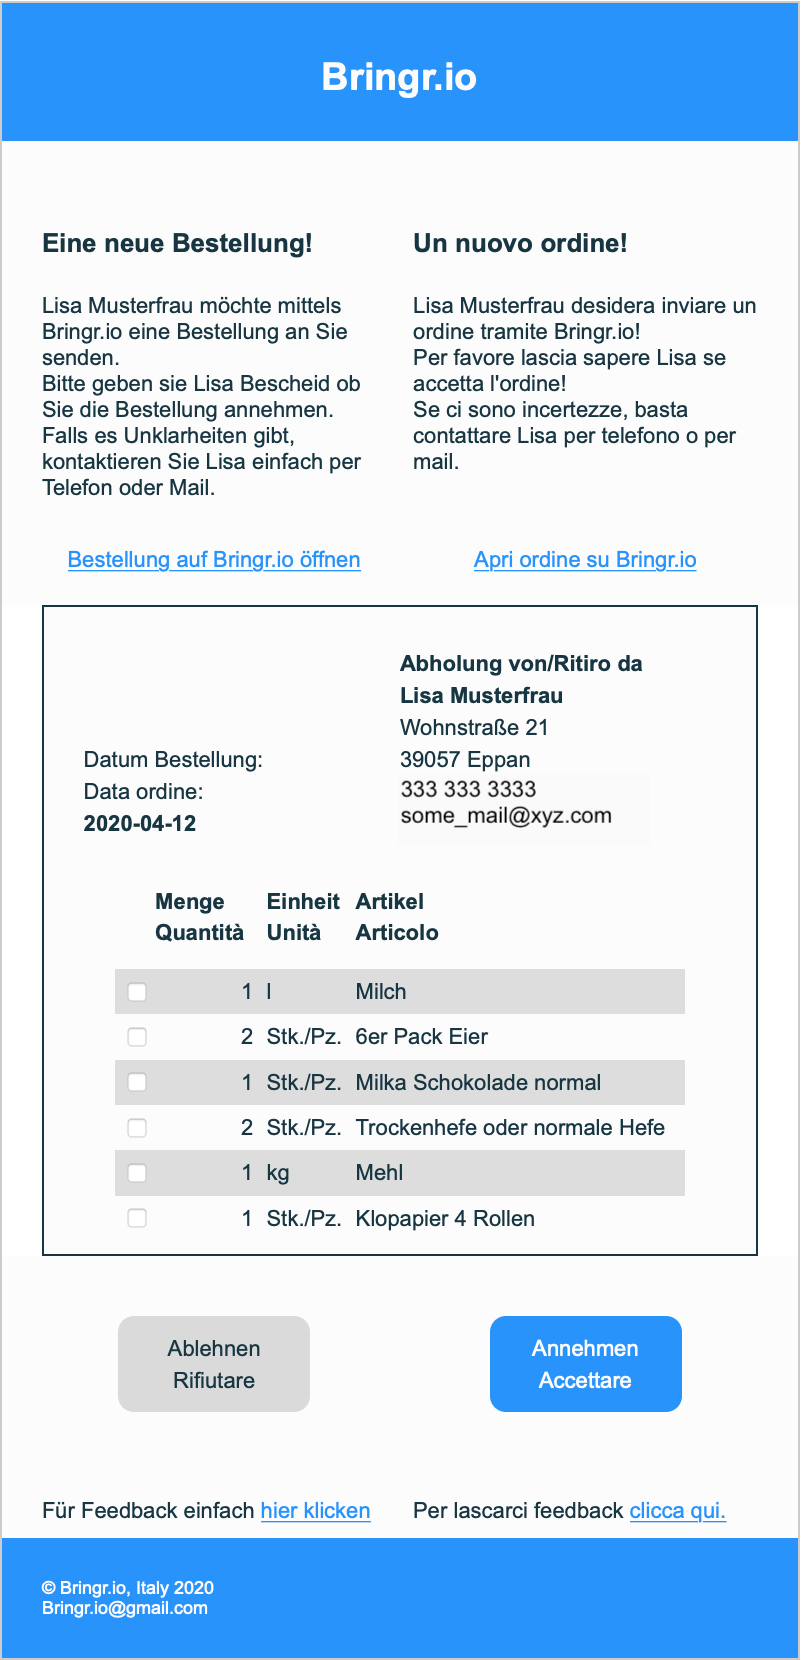 Bringr.io
Eine neue Bestellung!
Lisa Musterfrau möchte mittels
Bringr.io eine Bestellung an Sie
senden.
Bitte geben sie Lisa Bescheid ob
Sie die Bestellung annehmen.
Falls es Unklarheiten gibt,
kontaktieren Sie Lisa einfach per
Telefon oder Mail.
Bestellung auf Bringr.io öffnen
Un nuovo ordine!
Lisa Musterfrau desidera inviare un
ordine tramite Bringr.io!
Per favore lascia sapere Lisa se
accetta l'ordine!
Se ci sono incertezze, basta
contattare Lisa per telefono o per
mail.
Apri ordine su Bringr.io
Abholung von/Ritiro da
Lisa Musterfrau
Wohnstraße 21
39057 Eppan
333 333 3333
some_mail@xyz.com
Datum Bestellung:
Data ordine:
2020-04-12
Menge Einheit Artikel
Quantità Unità Articolo
1 l Milch
2 Stk./Pz. 6er Pack Eier
1 Stk./Pz. Milka Schokolade normal
2 Stk./Pz. Trockenhefe oder normale Hefe
1 kg Mehl
1 Stk./Pz. Klopapier 4 Rollen
Ablehnen
Rifiutare
Annehmen
Accettare
Für Feedback einfach hier klicken
Per lascarci feedback clicca qui.
© Bringr.io, Italy 2020
Bringr.io@gmail.com